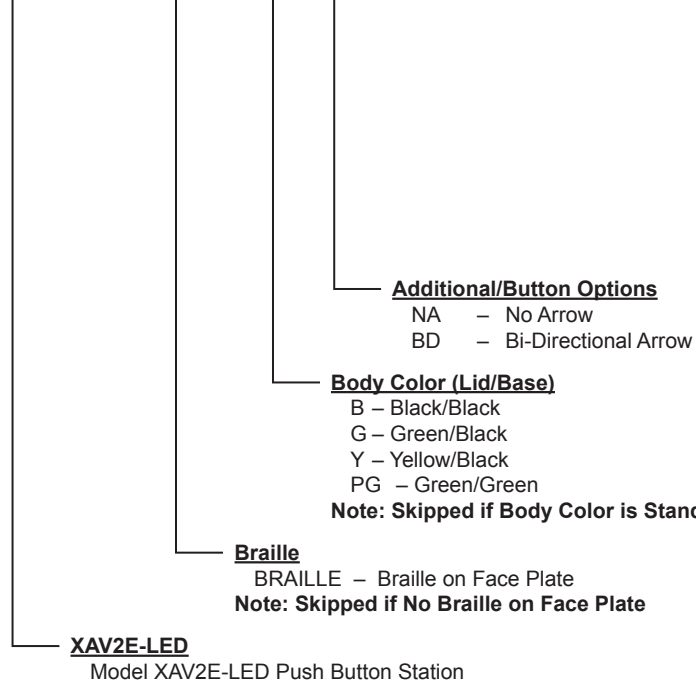 Additional/Button Options
NA – No Arrow
BD – Bi-Directional Arrow
Body Color (Lid/Base)
B – Black/Black
G – Green/Black
Y – Yellow/Black
PG – Green/Green
Note: Skipped if Body Color is
Braille
BRAILLE – Braille on Face Plate
Note: Skipped if No Braille on Face Plate
XAV2E-LED
Model XAV2E-LED Push Button Station